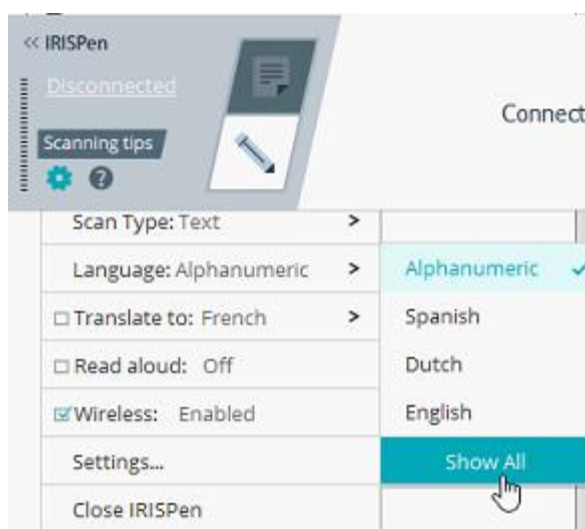 << IRISPen
Disconnected
Scanning tips
Connect
Scan Type: Text >
Language: Alphanumeric >
Translate to: French >
Read aloud: Off
Wireless: Enabled
Settings...
Close IRISPen
Alphanumeric
Spanish
Dutch
English
Show All